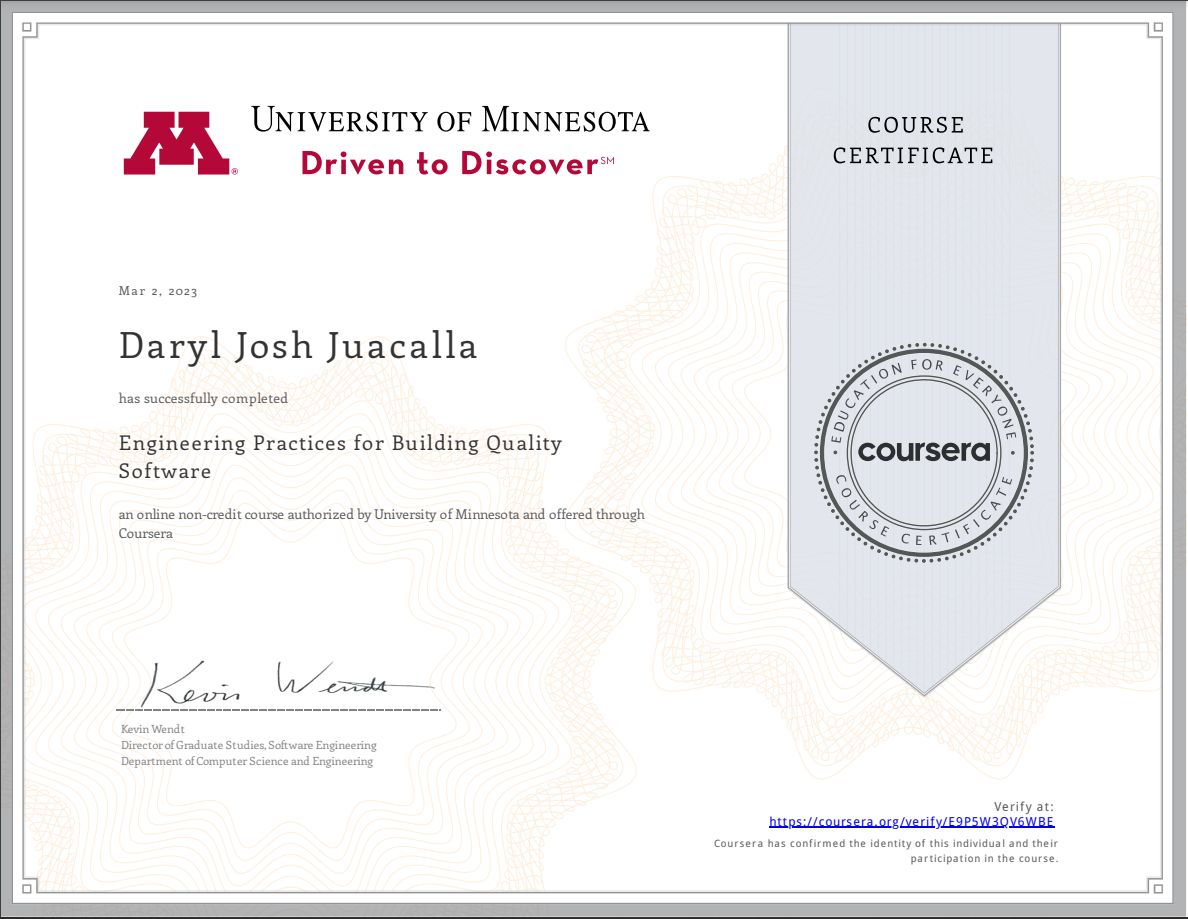 UNIVERSITY OF MINNESOTA
Driven to Discover℠
®
COURSE
CERTIFICATE
Mar 2, 2023
Daryl Josh Juacalla
has successfully completed
Engineering Practices for Building Quality
Software
an online non-credit course authorized by University of Minnesota and offered through
Coursera
EDUCATION FOR EVERYONE
coursera
COURSE CERTIFICATE
Kevin Wendt
Kevin Wendt
Director of Graduate Studies, Software Engineering
Department of Computer Science and Engineering
Verify at:
https://coursera.org/verify/E9P5W3QV6WBE
Coursera has confirmed the identity of this individual and their
participation in the course.